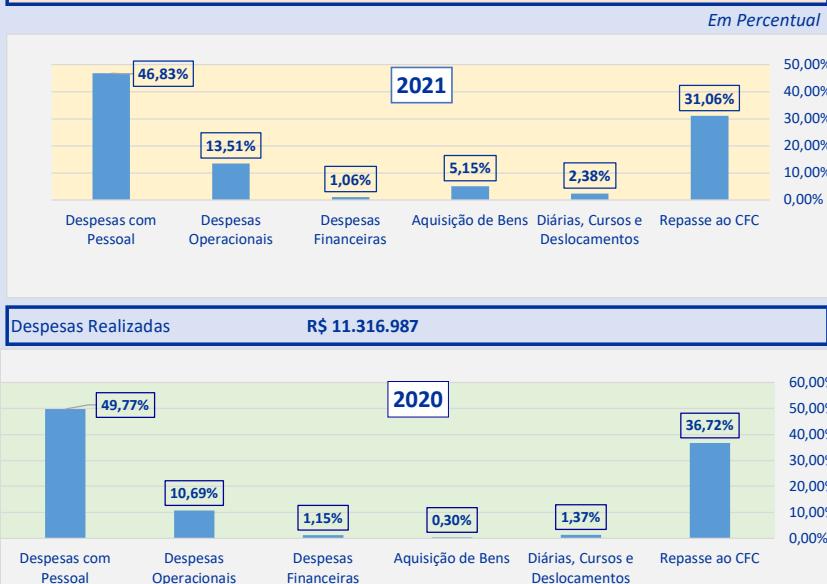 Em Percentual
2021
46,83%
13,51%
1,06%
5,15%
2,38%
31,06%
50,00%
40,00%
30,00%
20,00%
10,00%
0,00%
Despesas com Pessoal
Despesas Operacionais
Despesas Financeiras
Aquisição de Bens
Diárias, Cursos e Deslocamentos
Repasse ao CFC
Despesas Realizadas R$ 11.316.987
2020
49,77%
10,69%
1,15%
0,30%
1,37%
36,72%
60,00%
50,00%
40,00%
30,00%
20,00%
10,00%
0,00%
Despesas com Pessoal
Despesas Operacionais
Despesas Financeiras
Aquisição de Bens
Diárias, Cursos e Deslocamentos
Repasse ao CFC